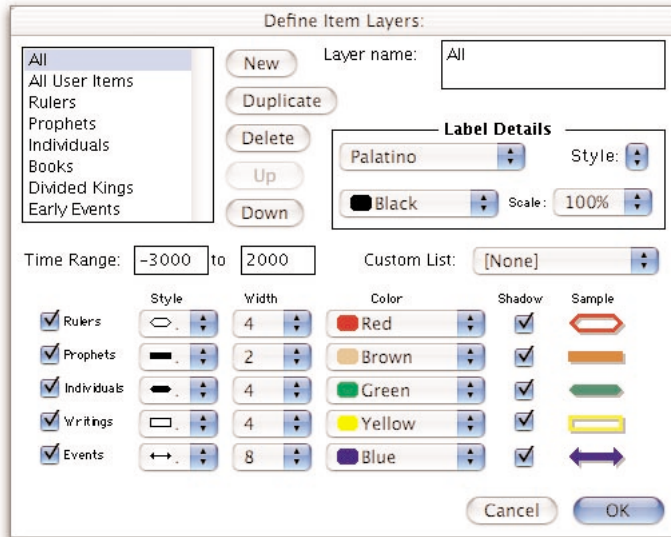 Define Item Layers:
All
All User Items
Rulers
Prophets
Individuals
Books
Divided Kings
Early Events
New
Duplicate
Delete
Up
Down
Layer name: All
Label Details
Palatino Style:
Black Scale: 100%
Time Range: -3000 to 2000 Custom List: [None]
Style Width Color Shadow Sample
Rulers 4 Red
Prophets 2 Brown
Individuals 4 Green
Writings 4 Yellow
Events 8 Blue
Cancel OK